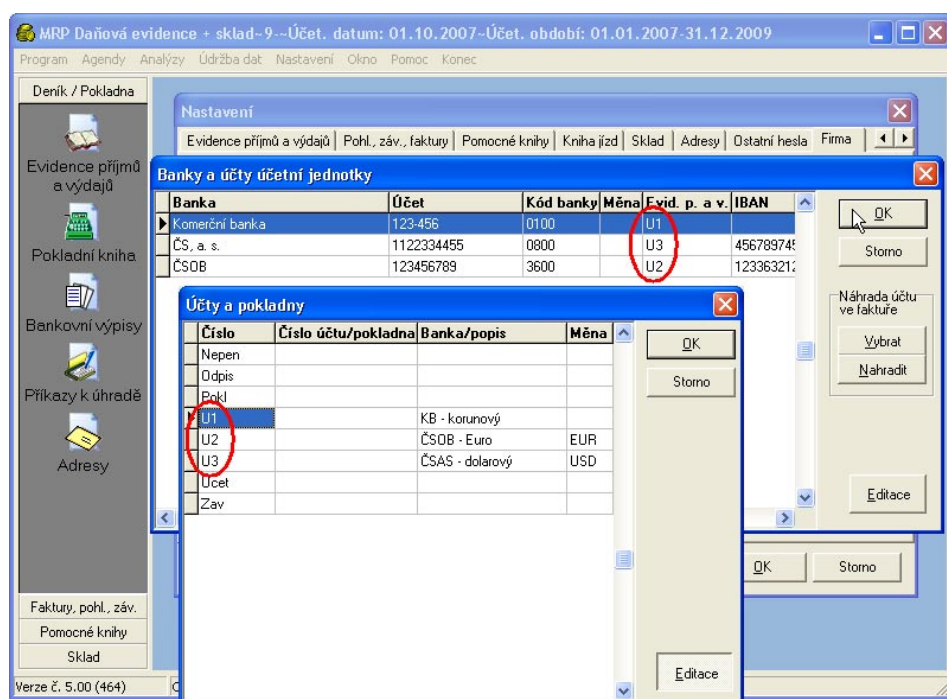 MRP Daňová evidence + sklad~9-~Účet. datum: 01.10.2007~Účet. období: 01.01.2007-31.12.2009
Program Agendy Analýzy Údržba dat Nastavení Okno Pomoc Konec
Deník / Pokladna
Evidence příjmů
a výdajů
Pokladní kniha
Bankovní výpisy
Příkazy k úhradě
Adresy
Faktury, pohl., záv.
Pomocné knihy
Sklad
Verze č. 5.00 (464)
Nastavení
Evidence příjmů a výdajů Pohl., záv., faktury Pomocné knihy Kniha jízd Sklad Adresy Ostatní hesla Firma
Banky a účty účetní jednotky
Banka Účet Kód banky Měna Evid. p. a v. IBAN
Komerční banka 123-456 0100 U1
ČS, a. s. 1122334455 0800 U3 456789745
ČSOB 123456789 3600 U2 123363212
OK
Storno
Náhrada účtu
ve faktuře
Vybrat
Nahradit
Editace
Účty a pokladny
Číslo Číslo účtu/pokladna Banka/popis Měna
Nepen
Odpis
Pokl
U1 KB - korunový
U2 ČSOB - Euro EUR
U3 ČSAS - dolarový USD
Ucet
Zav
OK
Storno
Editace
OK Storno